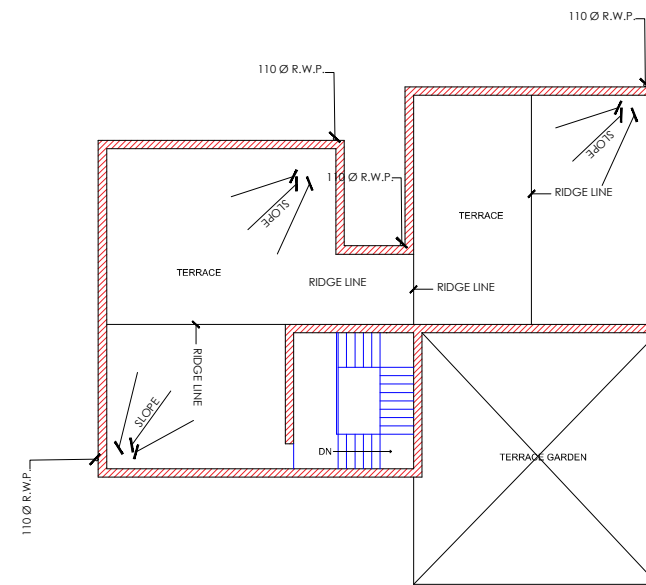 110 Ø R.W.P.
110 Ø R.W.P.
110 Ø R.W.P.
SLOPE
RIDGE LINE
SLOPE
TERRACE
TERRACE
RIDGE LINE
RIDGE LINE
RIDGE LINE
SLOPE
DN
TERRACE GARDEN
110 Ø R.W.P.